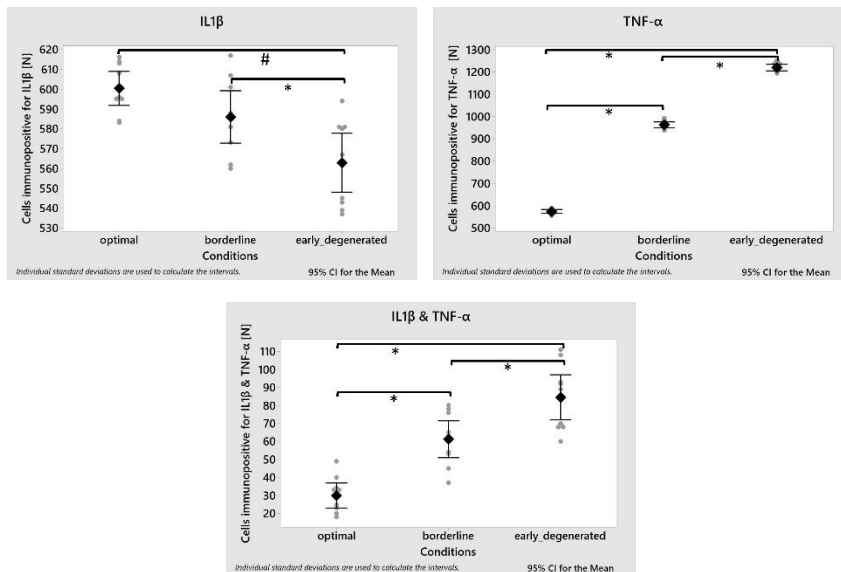 IL1β
Cells immunopositive for IL1β [N]
620
610
600
590
580
570
560
550
540
530
#
*
optimal
borderline
early_degenerated
Conditions
Individual standard deviations are used to calculate the intervals.
95% CI for the Mean
TNF-α
Cells immunopositive for TNF-α [N]
1300
1200
1100
1000
900
800
700
600
500
*
*
*
optimal
borderline
early_degenerated
Conditions
Individual standard deviations are used to calculate the intervals.
95% CI for the Mean
IL1β & TNF-α
Cells immunopositive for IL1β & TNF-α [N]
110
100
90
80
70
60
50
40
30
20
*
*
*
optimal
borderline
early_degenerated
Conditions
Individual standard deviations are used to calculate the intervals.
95% CI for the Mean